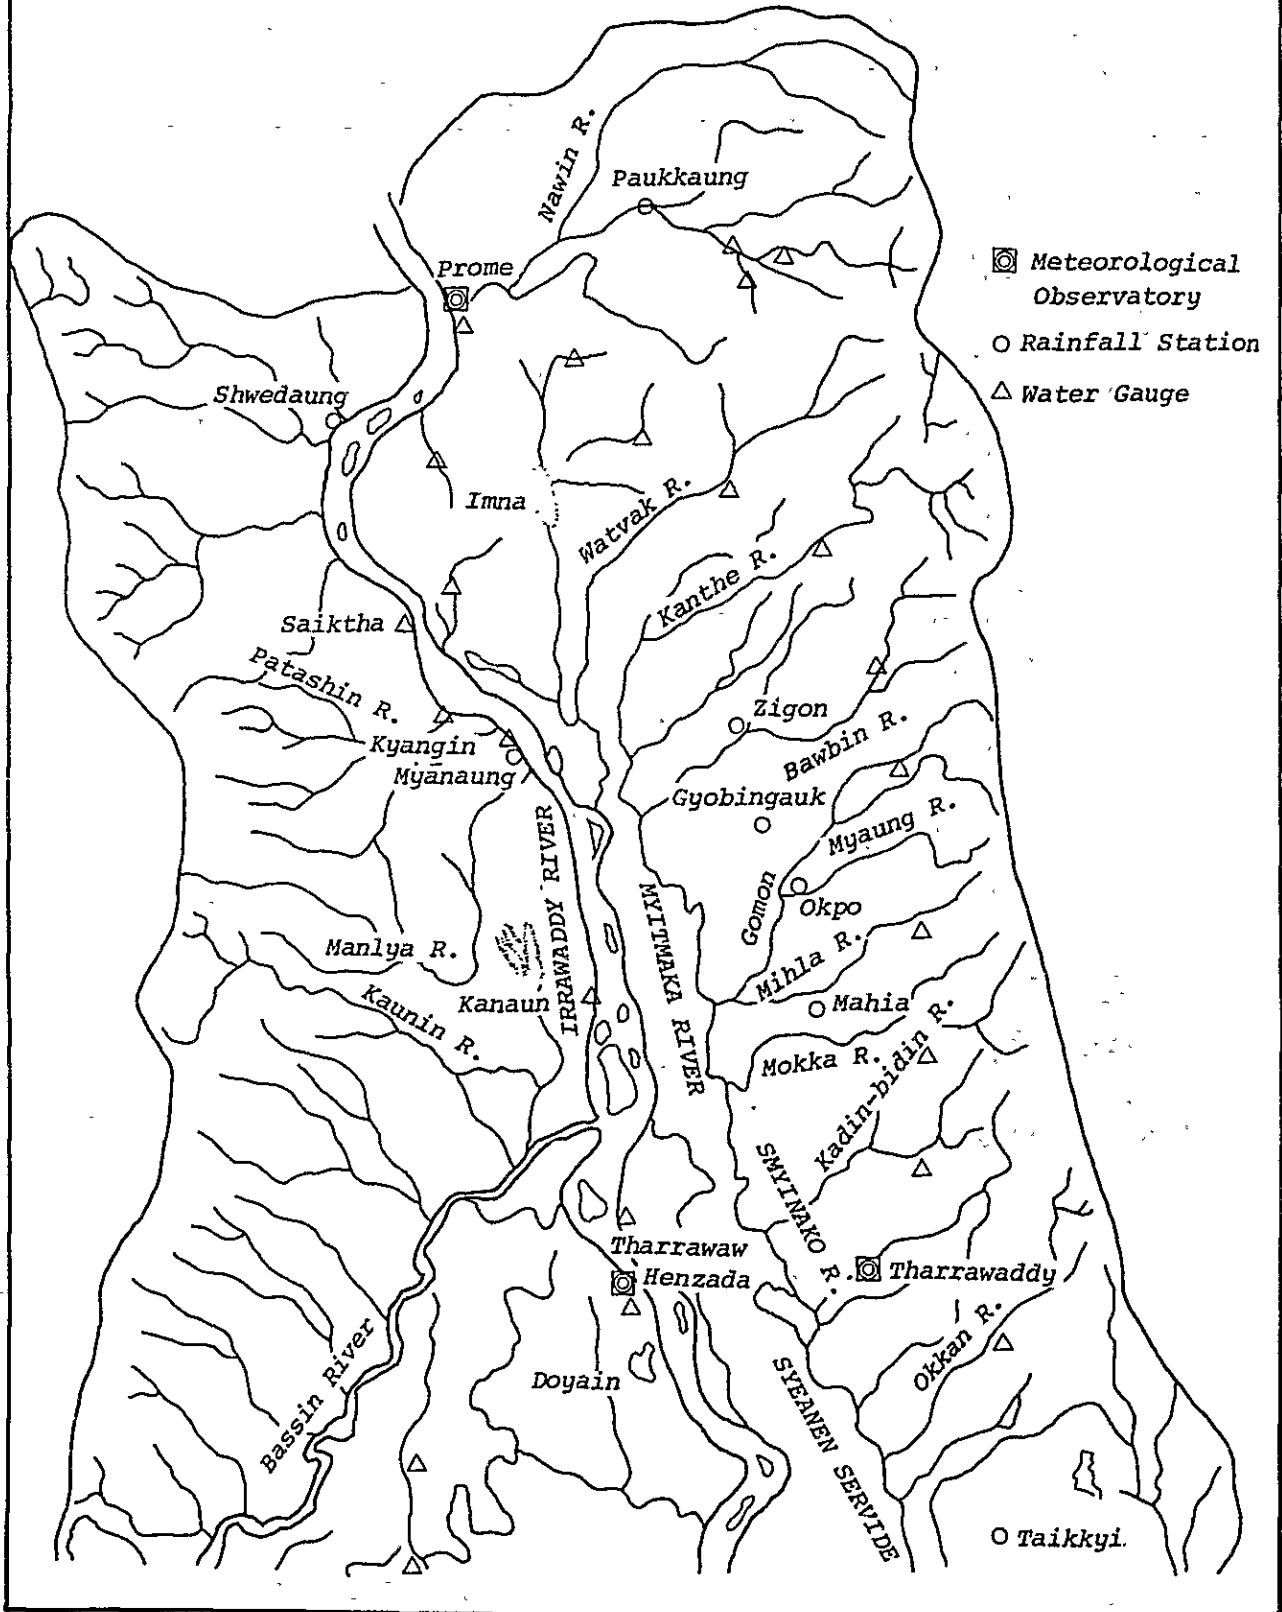 Nawin R.
Paukkaung
Prome
Meteorological
Observatory
Rainfall Station
Water Gauge
Shwedaung
Imna
Watvak R.
Kanthe R.
Saiktha
Patashin R.
Zigon
Kyangin
Bawbin R.
Myanaung
Gyobingauk
Myaung R.
IRRAWADDY RIVER
MYITMAKA RIVER
Gomon
Okpo
Manlya R.
Mihla R.
Kaunin R.
Kanaun
Mahia
Mokka R.
Kadin-bidin R.
SMYINAKO R.
Tharrawaw
Henzada
Tharrawaddy
Okkan R.
Bassin River
Doyain
SYEANEN SERVIDE
Taikkyi.